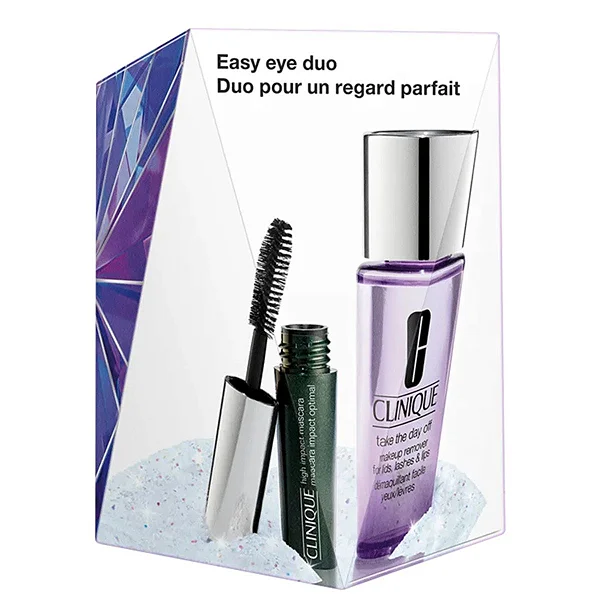 Easy eye duo
Duo pour un regard parfait
CLINIQUE
high impact mascara
mascara impact optimal
CLINIQUE
take the day off
makeup remover
for lids, lashes & lips
démaquillant facile
yeux/lèvres